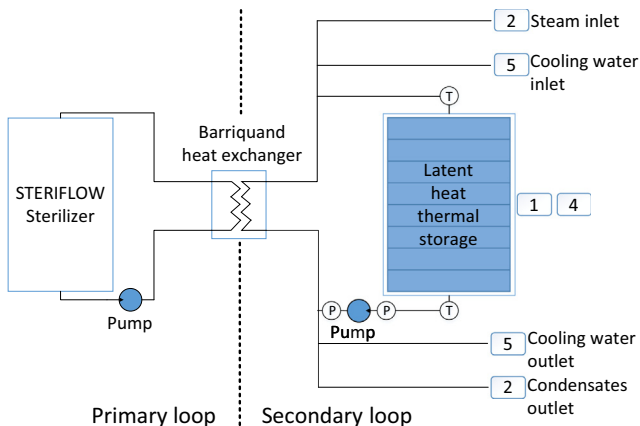 2 Steam inlet
5 Cooling water
inlet
T
Barriquand
heat exchanger
STERIFLOW
Sterilizer
Latent
heat
thermal
storage
1 4
Pump
P P T
Pump
5 Cooling water
outlet
2 Condensates
outlet
Primary loop Secondary loop